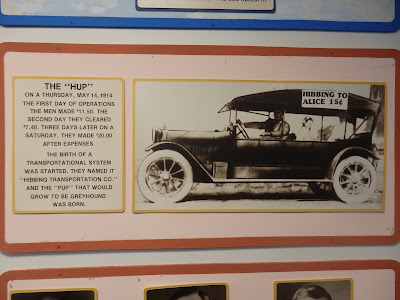 THE "HUP"
ON A THURSDAY, MAY 14, 1914
THE FIRST DAY OF OPERATIONS
THE MEN MADE $11.50. THE
SECOND DAY THEY CLEARED
$7.40. THREE DAYS LATER ON A
SATURDAY, THEY MADE $20.00
AFTER EXPENSES.
THE BIRTH OF A
TRANSPORTATIONAL SYSTEM
WAS STARTED. THEY NAMED IT
"HIBBING TRANSPORTATION CO."
AND THE "PUP" THAT WOULD
GROW TO BE GREYHOUND
WAS BORN.
HIBBING TO
ALICE 15¢